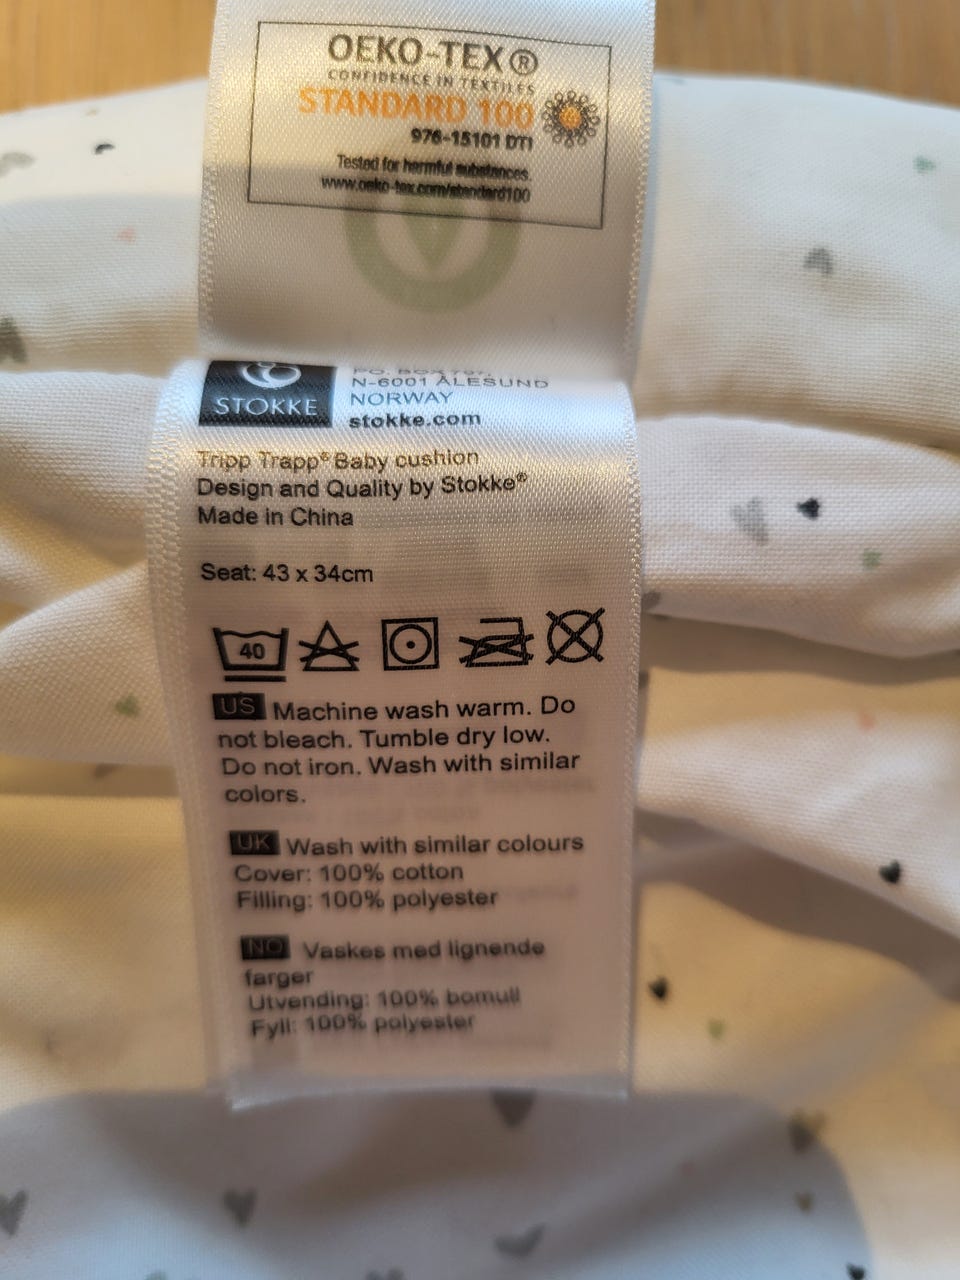 OEKO-TEX®
CONFIDENCE IN TEXTILES
STANDARD 100
976-15101 DTI
Tested for harmful substances.
www.oeko-tex.com/standard100
STOKKE
P.O. BOX 707,
N-6001 ÅLESUND
NORWAY
stokke.com
Tripp Trapp® Baby cushion
Design and Quality by Stokke®
Made in China
Seat: 43 x 34cm
40
US Machine wash warm. Do
not bleach. Tumble dry low.
Do not iron. Wash with similar
colors.
UK Wash with similar colours
Cover: 100% cotton
Filling: 100% polyester
NO Vaskes med lignende
farger
Utvending: 100% bomull
Fyll: 100% polyester